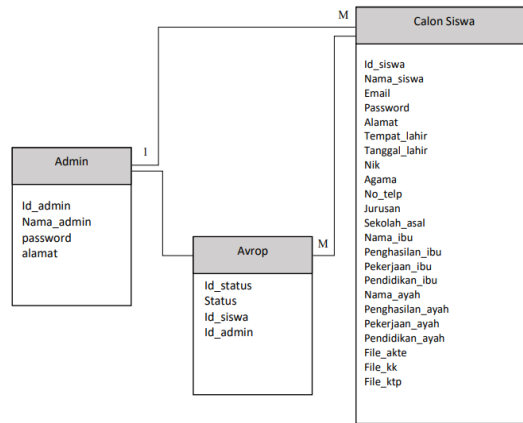 M
Calon Siswa
Id_siswa
Nama_siswa
Email
Password
Alamat
Tempat_lahir
Tanggal_lahir
Nik
Agama
No_telp
Jurusan
Sekolah_asal
Nama_ibu
Penghasilan_ibu
Pekerjaan_ibu
Pendidikan_ibu
Nama_ayah
Penghasilan_ayah
Pekerjaan_ayah
Pendidikan_ayah
File_akte
File_kk
File_ktp
1
Admin
Id_admin
Nama_admin
password
alamat
M
Avrop
Id_status
Status
Id_siswa
Id_admin